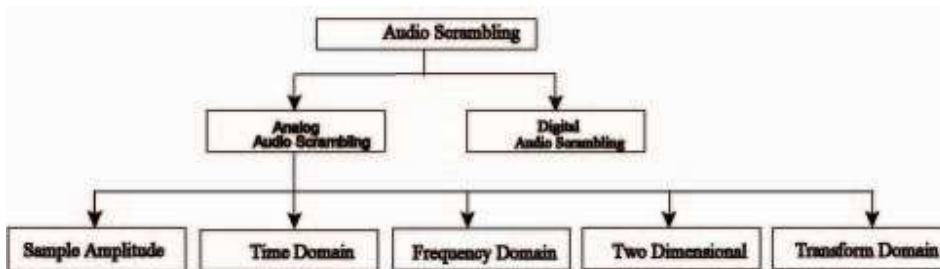 Audio Scrambling
Analog
Audio Scrambling
Digital
Audio Scrambling
Sample Amplitude
Time Domain
Frequency Domain
Two Dimensional
Transform Domain